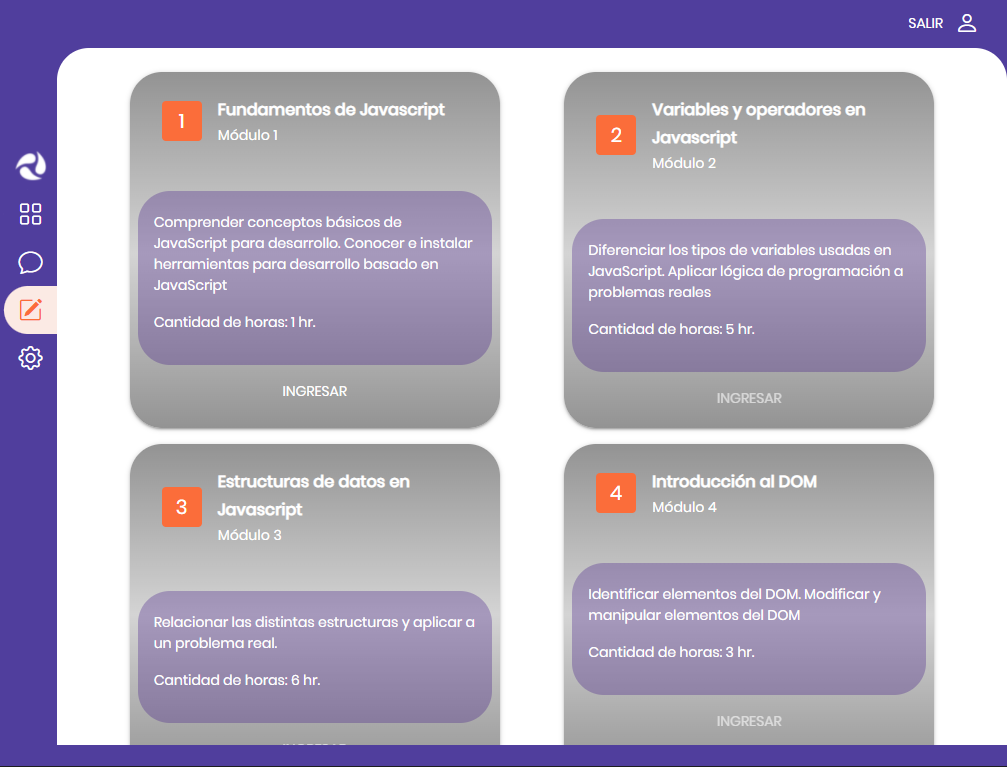 SALIR
1
Fundamentos de Javascript
Módulo 1
Comprender conceptos básicos de
JavaScript para desarrollo. Conocer e instalar
herramientas para desarrollo basado en
JavaScript
Cantidad de horas: 1 hr.
INGRESAR
2
Variables y operadores en
Javascript
Módulo 2
Diferenciar los tipos de variables usadas en
JavaScript. Aplicar lógica de programación a
problemas reales
Cantidad de horas: 5 hr.
INGRESAR
3
Estructuras de datos en
Javascript
Módulo 3
Relacionar las distintas estructuras y aplicar a
un problema real.
Cantidad de horas: 6 hr.
4
Introducción al DOM
Módulo 4
Identificar elementos del DOM. Modificar y
manipular elementos del DOM
Cantidad de horas: 3 hr.
INGRESAR